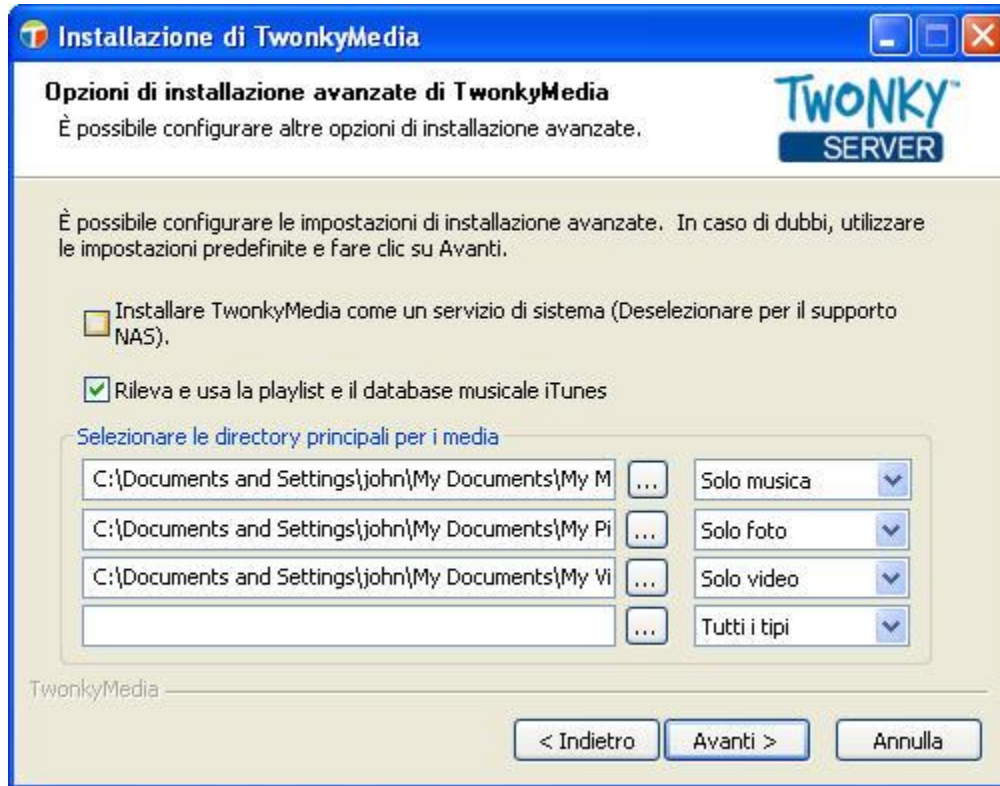 Installazione di TwonkyMedia
Opzioni di installazione avanzate di TwonkyMedia
È possibile configurare altre opzioni di installazione avanzate.
TWONKY™
SERVER
È possibile configurare le impostazioni di installazione avanzate. In caso di dubbi, utilizzare
le impostazioni predefinite e fare clic su Avanti.
Installare TwonkyMedia come un servizio di sistema (Deselezionare per il supporto
NAS).
Rileva e usa la playlist e il database musicale iTunes
Selezionare le directory principali per i media
C:\Documents and Settings\john\My Documents\My M ... Solo musica
C:\Documents and Settings\john\My Documents\My Pi ... Solo foto
C:\Documents and Settings\john\My Documents\My Vi ... Solo video
... Tutti i tipi
TwonkyMedia
< Indietro Avanti > Annulla